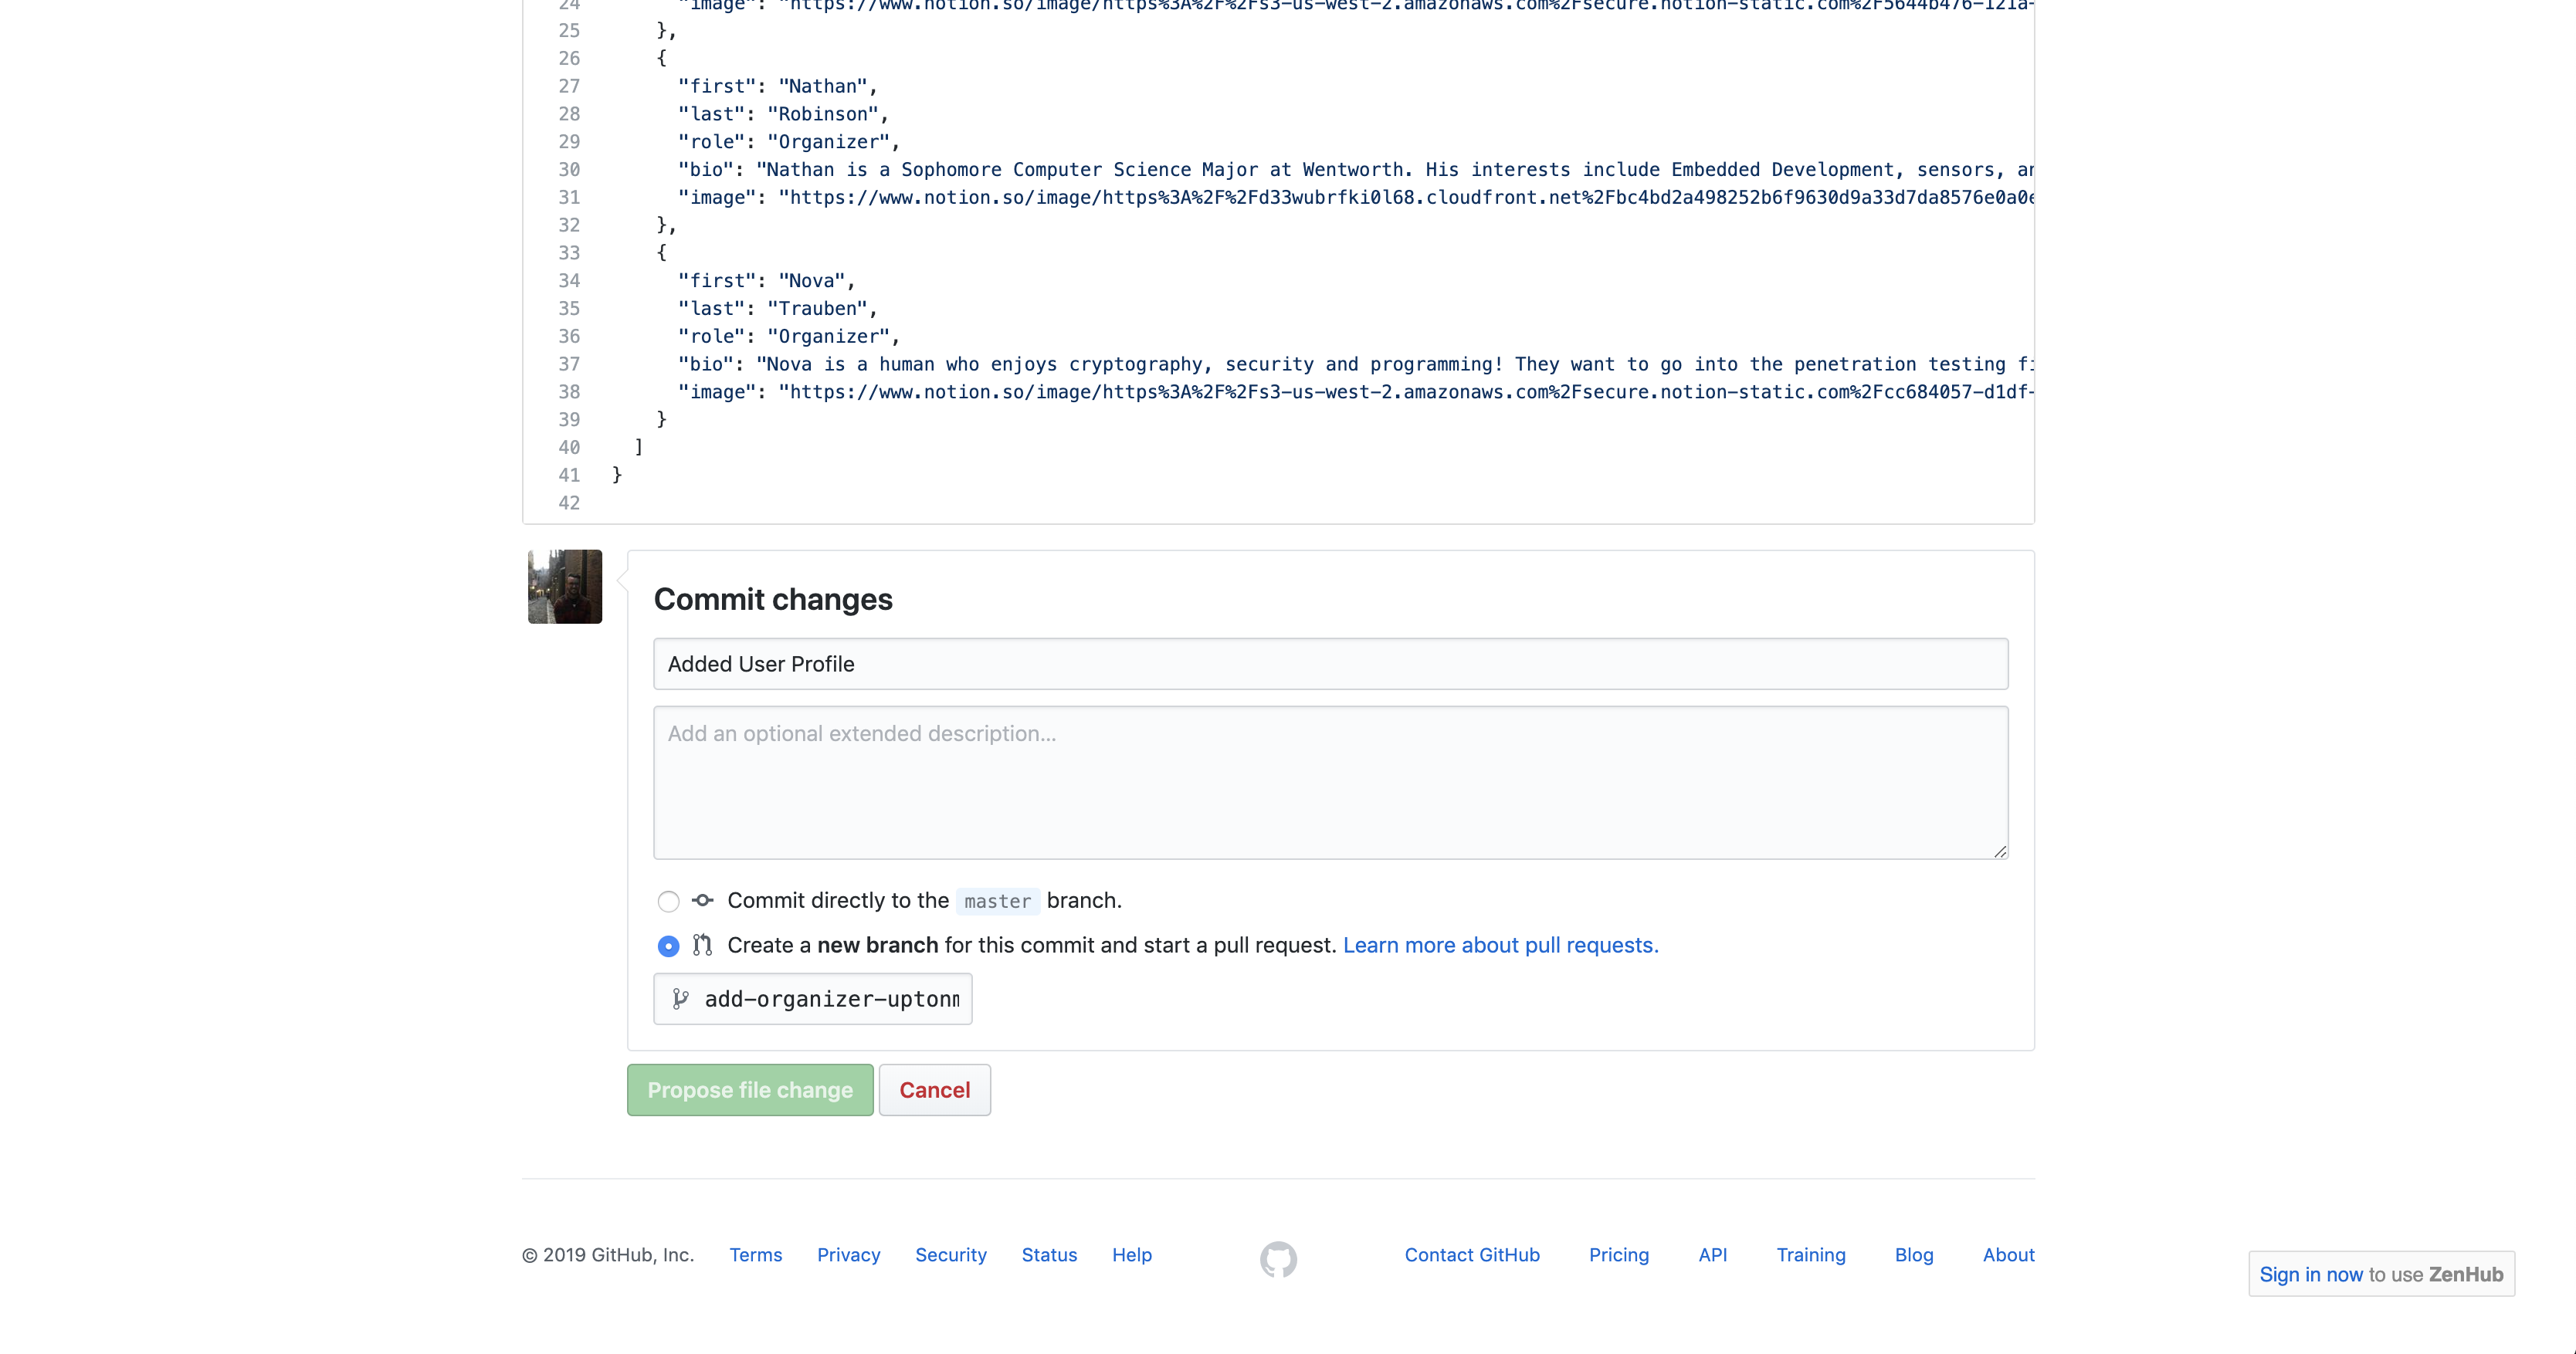 24 "image": "https://www.notion.so/image/https%3A%2F%2Fs3-us-west-2.amazonaws.com%2Fsecure.notion-static.com%2F5644b476-121a-
25 },
26 {
27 "first": "Nathan",
28 "last": "Robinson",
29 "role": "Organizer",
30 "bio": "Nathan is a Sophomore Computer Science Major at Wentworth. His interests include Embedded Development, sensors,
31 "image": "https://www.notion.so/image/https%3A%2F%2Fd33wubrfki0l68.cloudfront.net%2Fbc4bd2a498252b6f9630d9a33d7da8576e0a0e
32 },
33 {
34 "first": "Nova",
35 "last": "Trauben",
36 "role": "Organizer",
37 "bio": "Nova is a human who enjoys cryptography, security and programming! They want to go into the penetration testing
38 "image": "https://www.notion.so/image/https%3A%2F%2Fs3-us-west-2.amazonaws.com%2Fsecure.notion-static.com%2Fcc684057-d1df-
39 }
40 ]
41 }
42
Commit changes
Added User Profile
Add an optional extended description...
Commit directly to the master branch.
Create a new branch for this commit and start a pull request. Learn more about pull requests.
add-organizer-upton
Propose file change Cancel
© 2019 GitHub, Inc. Terms Privacy Security Status Help Contact GitHub Pricing API Training Blog About
Sign in now to use ZenHub